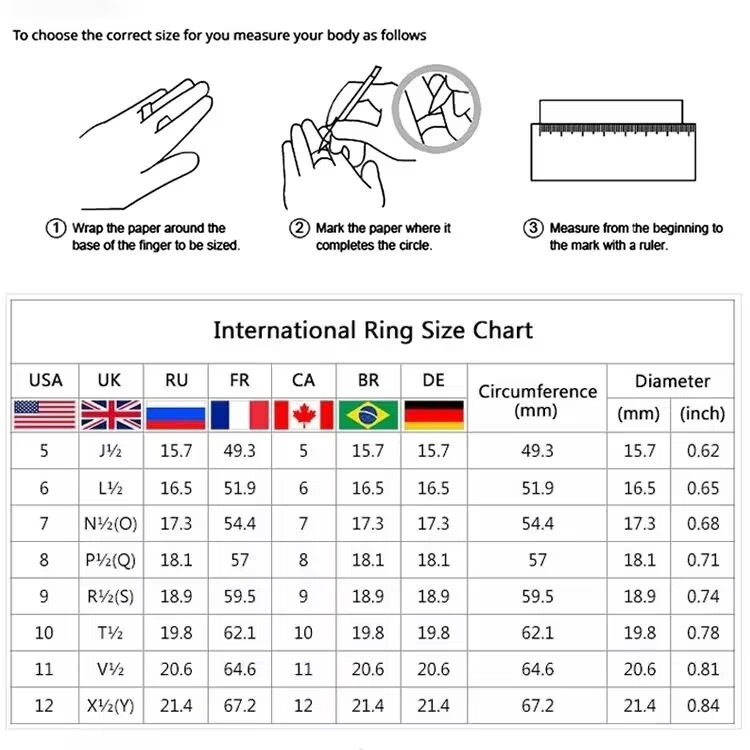 To choose the correct size for you measure your body as follows
1 Wrap the paper around the
base of the finger to be sized.
2 Mark the paper where it
completes the circle.
3 Measure from the beginning to
the mark with a ruler.
International Ring Size Chart
USA UK RU FR CA BR DE Circumference (mm) Diameter
(mm) (inch)
5 J½ 15.7 49.3 5 15.7 15.7 49.3 15.7 0.62
6 L½ 16.5 51.9 6 16.5 16.5 51.9 16.5 0.65
7 N½(O) 17.3 54.4 7 17.3 17.3 54.4 17.3 0.68
8 P½(Q) 18.1 57 8 18.1 18.1 57 18.1 0.71
9 R½(S) 18.9 59.5 9 18.9 18.9 59.5 18.9 0.74
10 T½ 19.8 62.1 10 19.8 19.8 62.1 19.8 0.78
11 V½ 20.6 64.6 11 20.6 20.6 64.6 20.6 0.81
12 X½(Y) 21.4 67.2 12 21.4 21.4 67.2 21.4 0.84